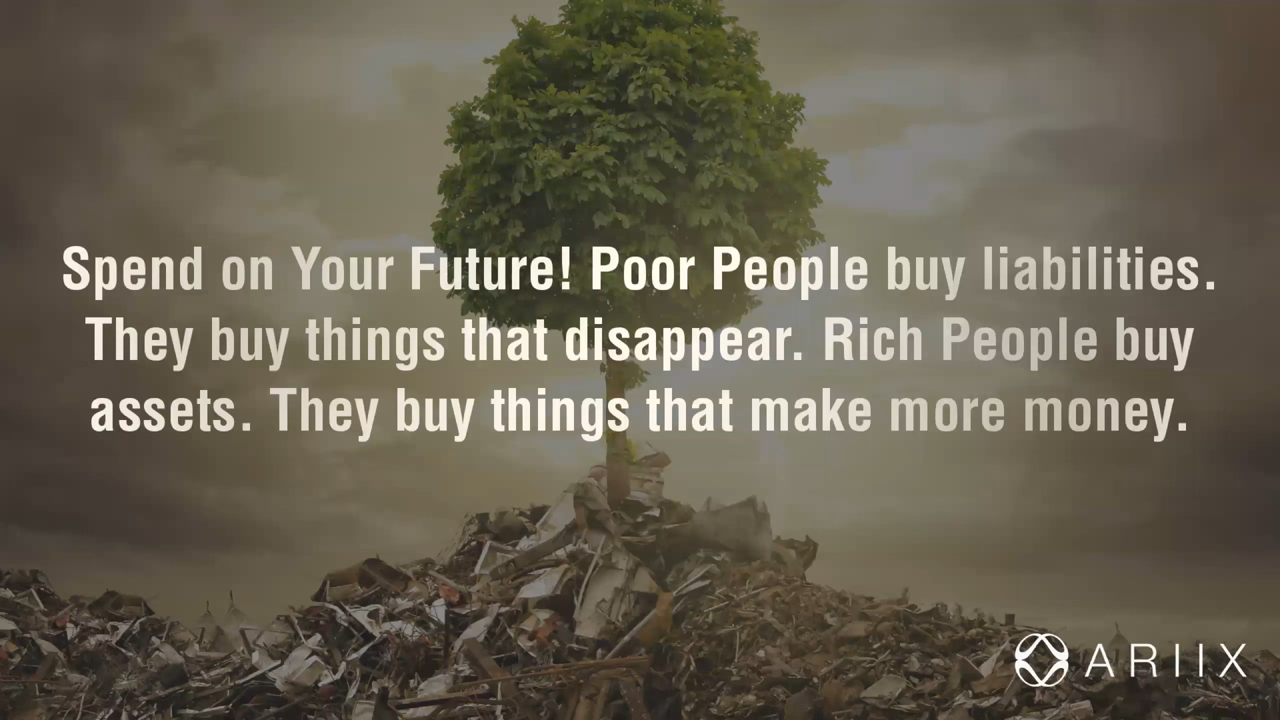 Spend on Your Future! Poor People buy liabilities.
They buy things that disappear. Rich People buy
assets. They buy things that make more money.
ARIIX